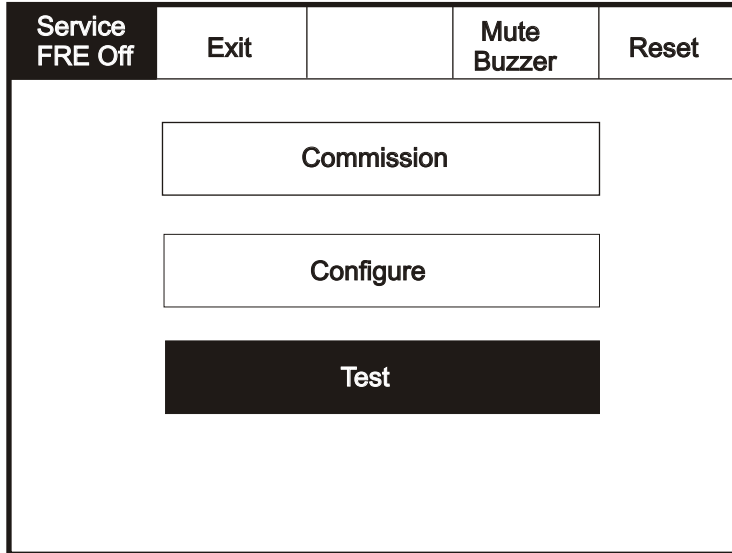 Service
FRE Off
Exit
Mute
Buzzer
Reset
Commission
Configure
Test